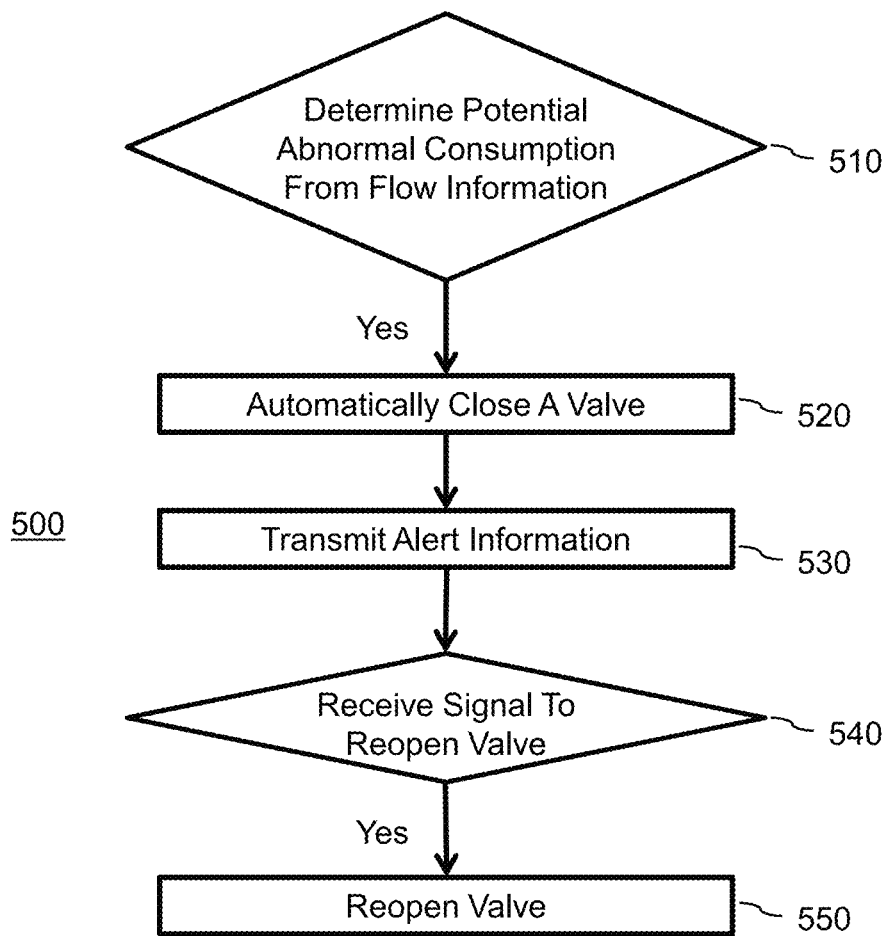 Determine Potential
Abnormal Consumption
From Flow Information
510
Yes
Automatically Close A Valve
520
500
Transmit Alert Information
530
Receive Signal To
Reopen Valve
540
Yes
Reopen Valve
550